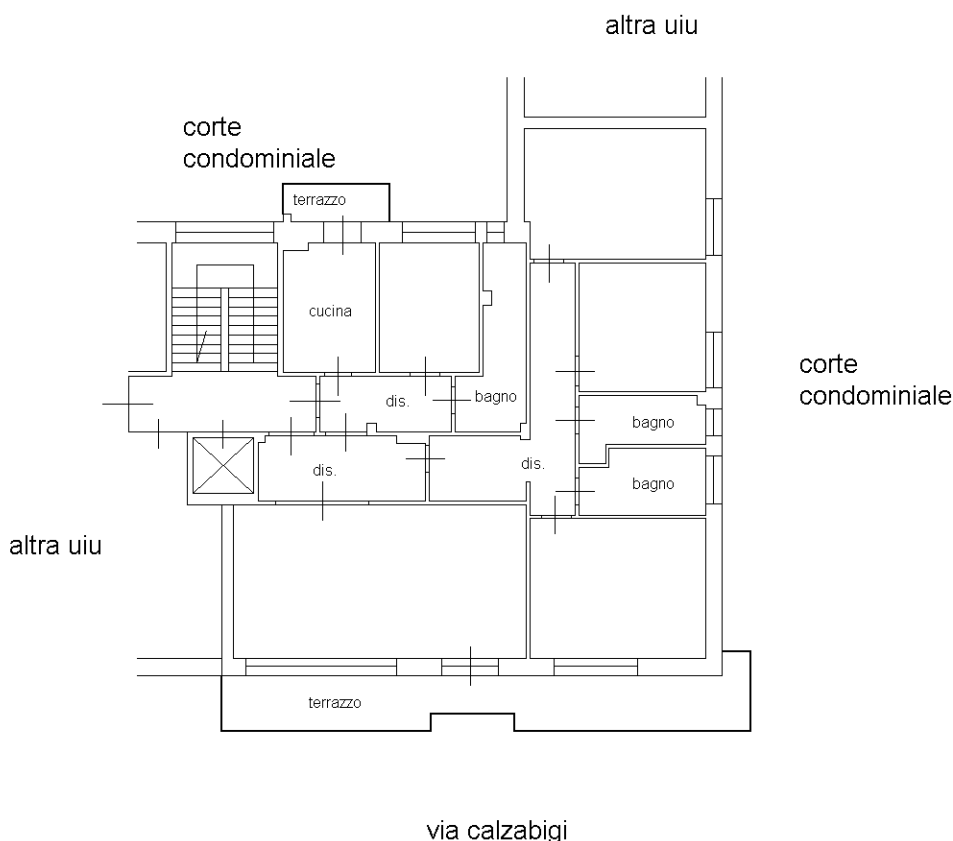 altra uiu
corte
condominiale
terrazzo
cucina
dis.
bagno
corte
condominiale
bagno
dis.
dis.
bagno
altra uiu
terrazzo
via calzabigi